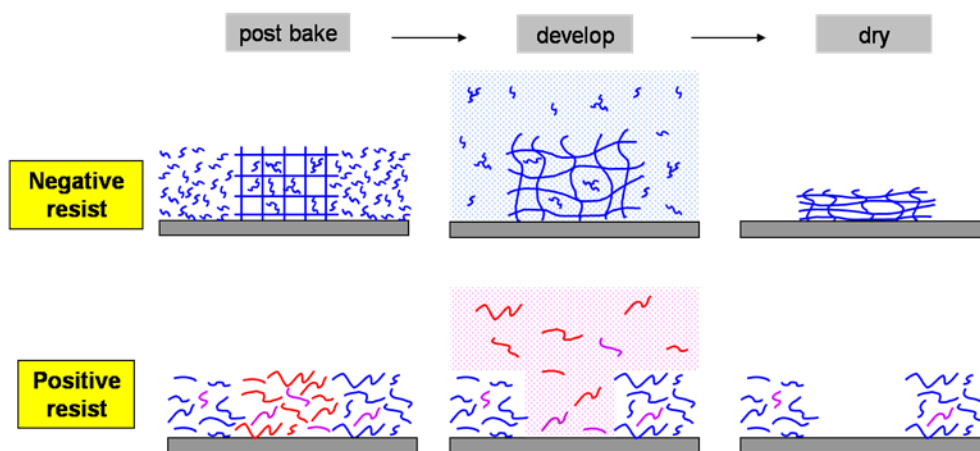 post bake
develop
dry
Negative
resist
Positive
resist